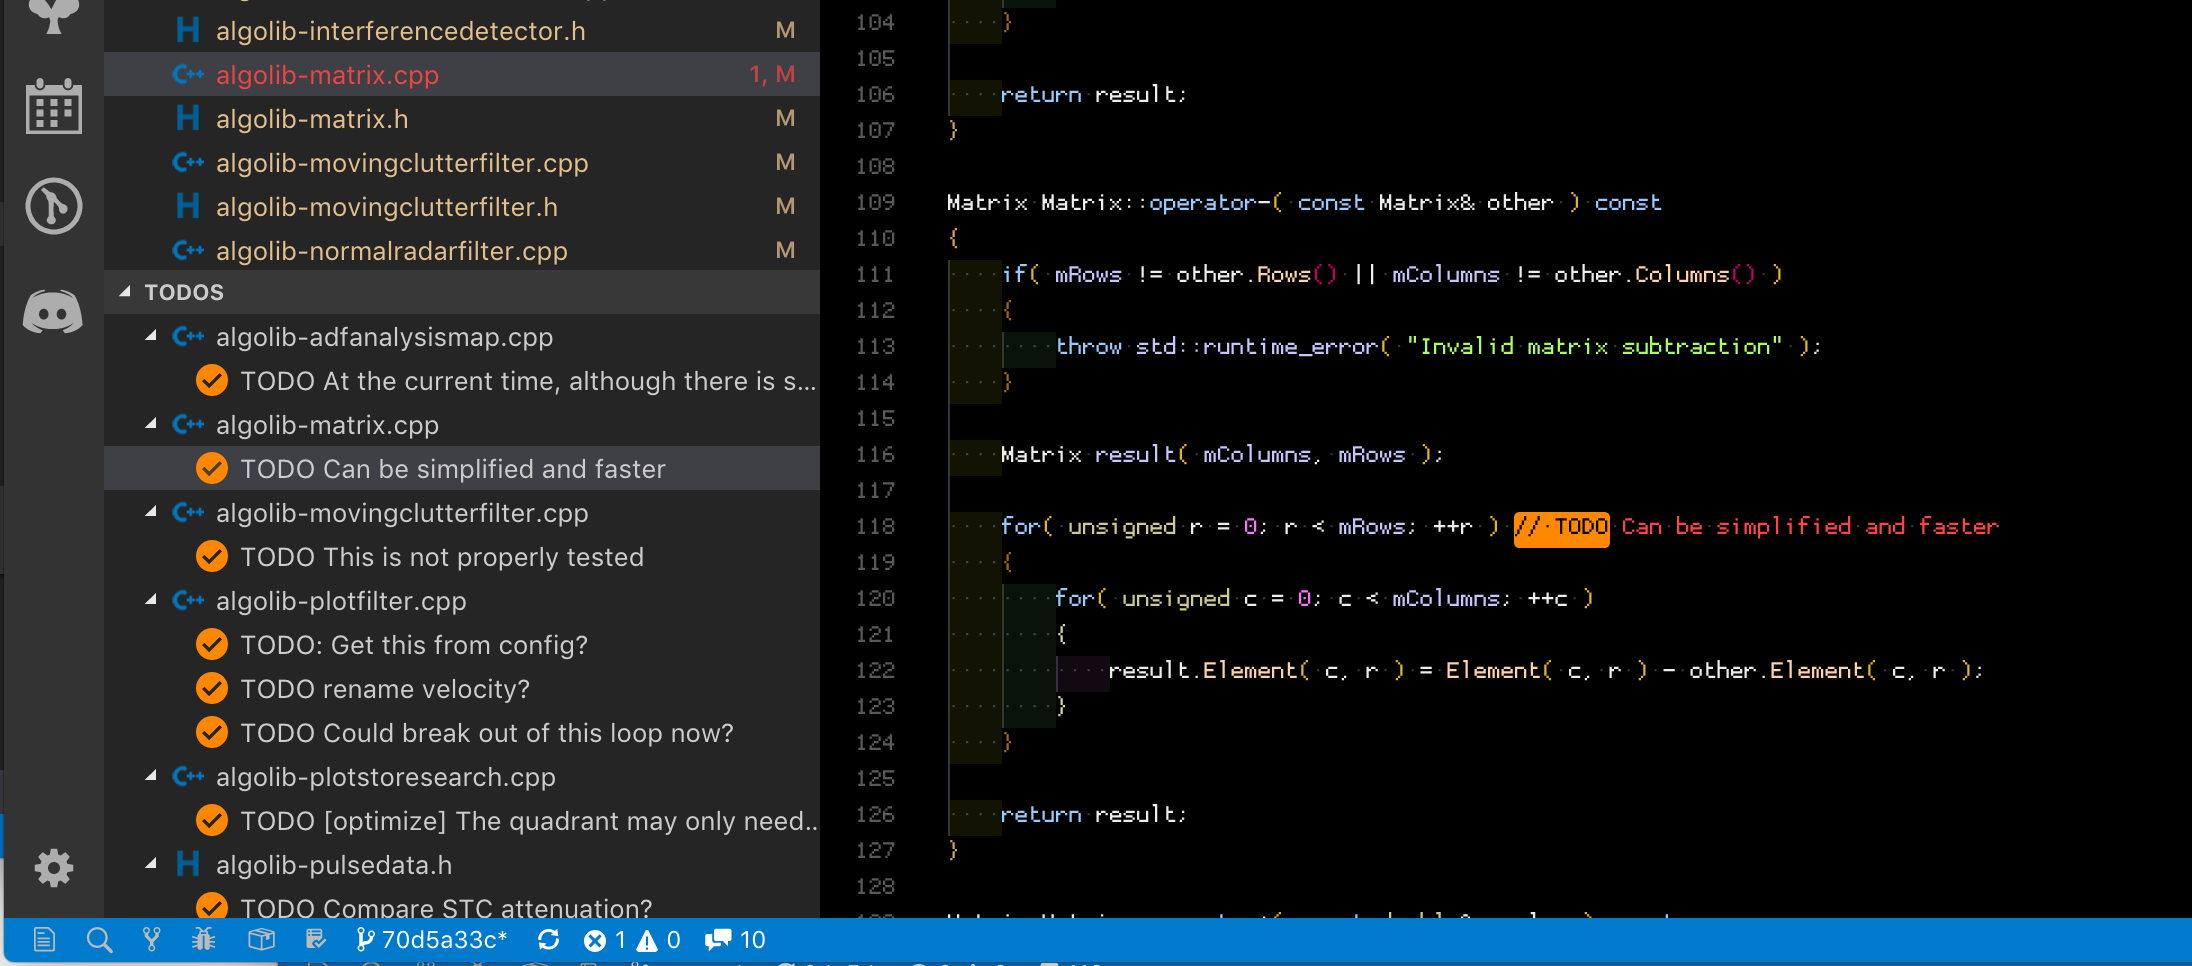 algolib-interferencedetector.h M
algolib-matrix.cpp 1, M
algolib-matrix.h M
algolib-movingclutterfilter.cpp M
algolib-movingclutterfilter.h M
algolib-normalradarfilter.cpp M
TODOS
algolib-adfanalysismap.cpp
TODO At the current time, although there is s...
algolib-matrix.cpp
TODO Can be simplified and faster
algolib-movingclutterfilter.cpp
TODO This is not properly tested
algolib-plotfilter.cpp
TODO: Get this from config?
TODO rename velocity?
TODO Could break out of this loop now?
algolib-plotstoresearch.cpp
TODO [optimize] The quadrant may only need...
algolib-pulsedata.h
TODO Compare STC attenuation?
104 }
105
106 return result;
107 }
108
109 Matrix Matrix::operator-( const Matrix& other ) const
110 {
111 if( mRows != other.Rows() || mColumns != other.Columns() )
112 {
113 throw std::runtime_error( "Invalid matrix subtraction" );
114 }
115
116 Matrix result( mColumns, mRows );
117
118 for( unsigned r = 0; r < mRows; ++r ) // TODO Can be simplified and faster
119 {
120 for( unsigned c = 0; c < mColumns; ++c )
121 {
122 result.Element( c, r ) = Element( c, r ) - other.Element( c, r );
123 }
124 }
125
126 return result;
127 }
128
70d5a33c* 1 0 10